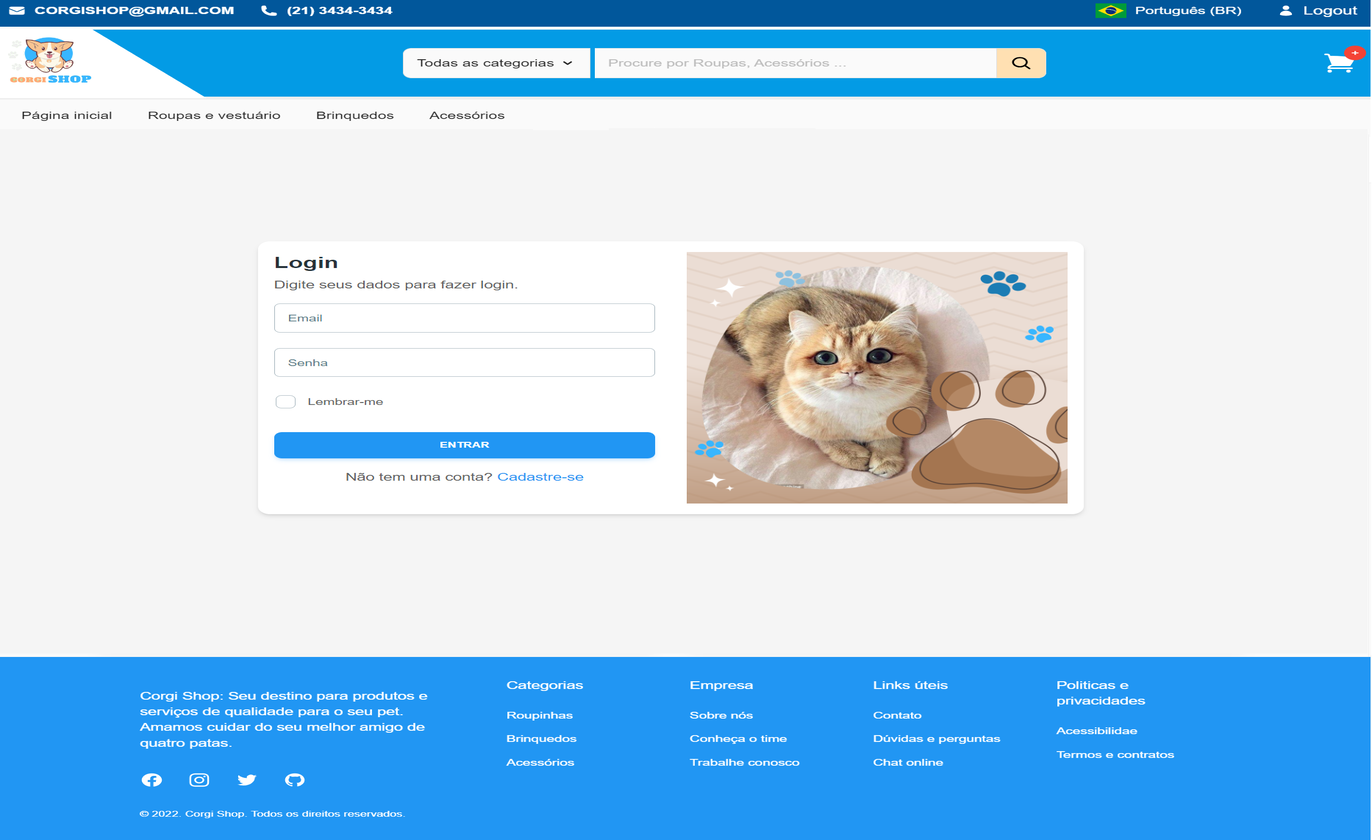 CORGISHOP@GMAIL.COM (21) 3434-3434 Português (BR) Logout
CORGI SHOP
Todas as categorias Procure por Roupas, Acessórios ... +
Página inicial Roupas e vestuário Brinquedos Acessórios
Login
Digite seus dados para fazer login.
Email
Senha
Lembrar-me
ENTRAR
Não tem uma conta? Cadastre-se
Corgi Shop: Seu destino para produtos e
serviços de qualidade para o seu pet.
Amamos cuidar do seu melhor amigo de
quatro patas.
© 2022. Corgi Shop. Todos os direitos reservados.
Categorias
Roupinhas
Brinquedos
Acessórios
Empresa
Sobre nós
Conheça o time
Trabalhe conosco
Links úteis
Contato
Dúvidas e perguntas
Chat online
Politicas e
privacidades
Acessibilidae
Termos e contratos